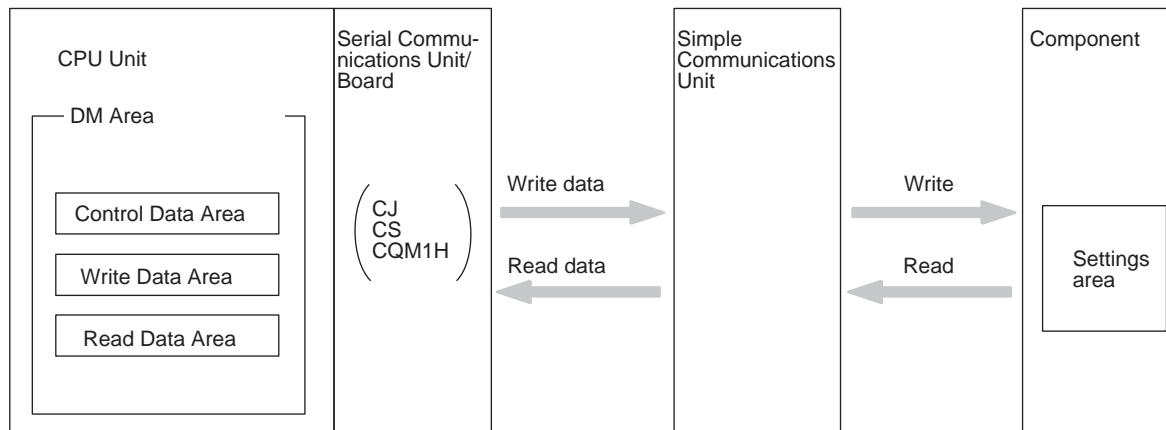 CPU Unit
DM Area
Control Data Area
Write Data Area
Read Data Area
Serial Commu-
nications Unit/
Board
CJ
CS
CQM1H
Write data
Read data
Simple
Communications
Unit
Write
Read
Component
Settings
area